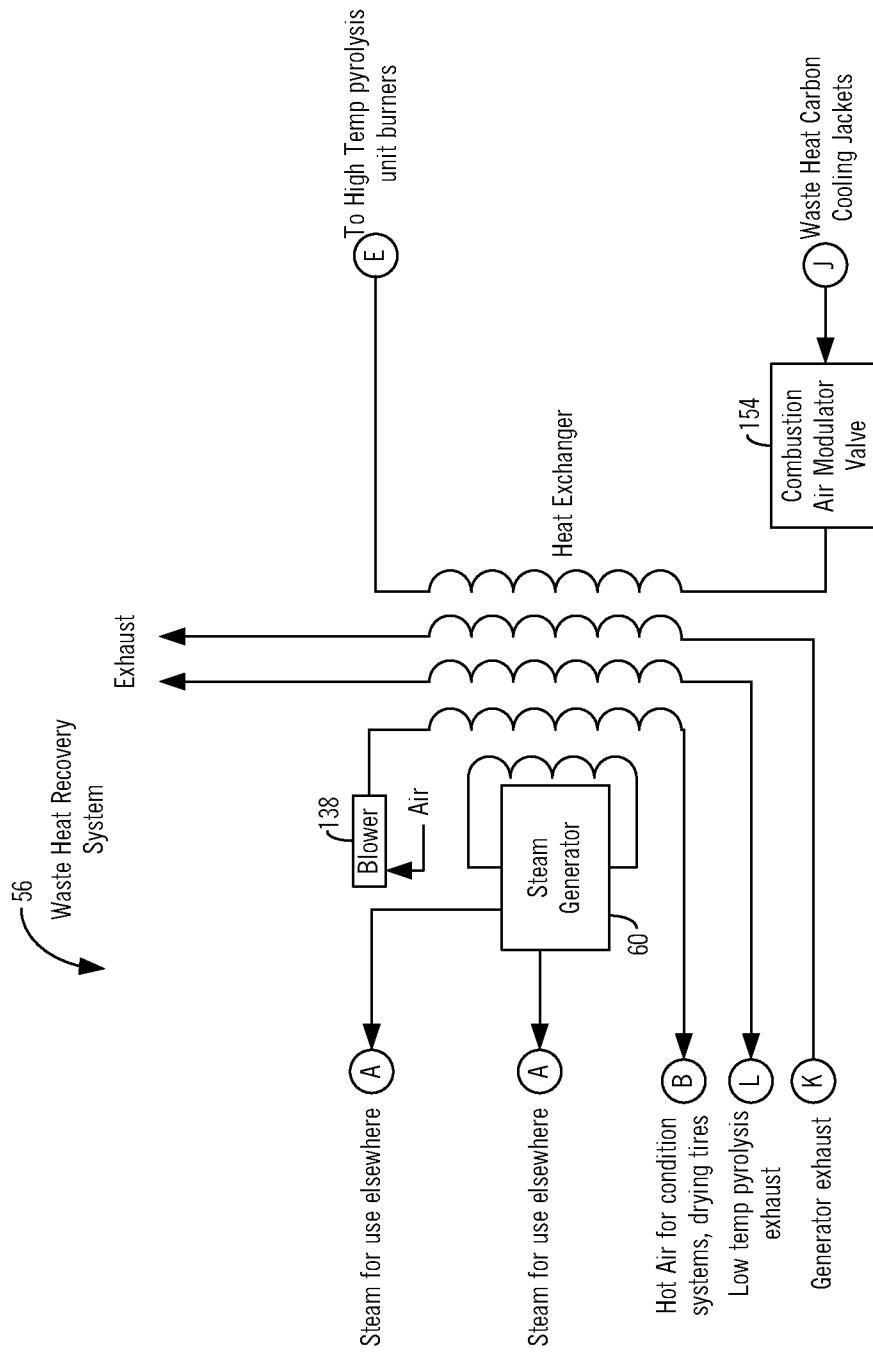 56
Waste Heat Recovery
System
Exhaust
E
To High Temp pyrolysis
unit burners
138
Blower
Air
A
Steam for use elsewhere
Steam
Generator
60
A
Steam for use elsewhere
Heat Exchanger
B
Hot Air for condition
systems, drying tires
L
Low temp pyrolysis
exhaust
K
Generator exhaust
154
Combustion
Air Modulator
Valve
J
Waste Heat Carbon
Cooling Jackets